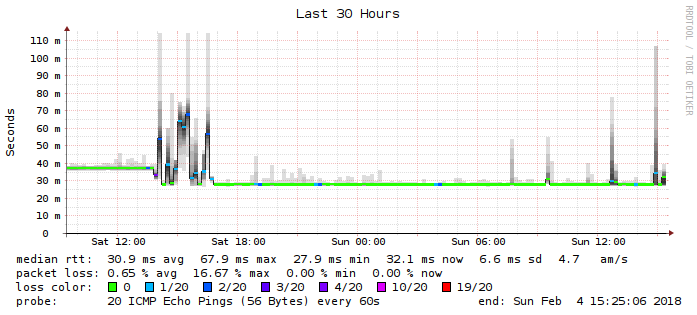 Last 30 Hours
RRDTOOL / TOBI OETIKER
Seconds
110 m
100 m
90 m
80 m
70 m
60 m
50 m
40 m
30 m
20 m
10 m
0
Sat 12:00 Sat 18:00 Sun 00:00 Sun 06:00 Sun 12:00
median rtt: 30.9 ms avg 67.9 ms max 27.9 ms min 32.1 ms now 6.6 ms sd 4.7 am/s
packet loss: 0.65 % avg 16.67 % max 0.00 % min 0.00 % now
loss color: 0 1/20 2/20 3/20 4/20 10/20 19/20
probe: 20 ICMP Echo Pings (56 Bytes) every 60s end: Sun Feb 4 15:25:06 2018